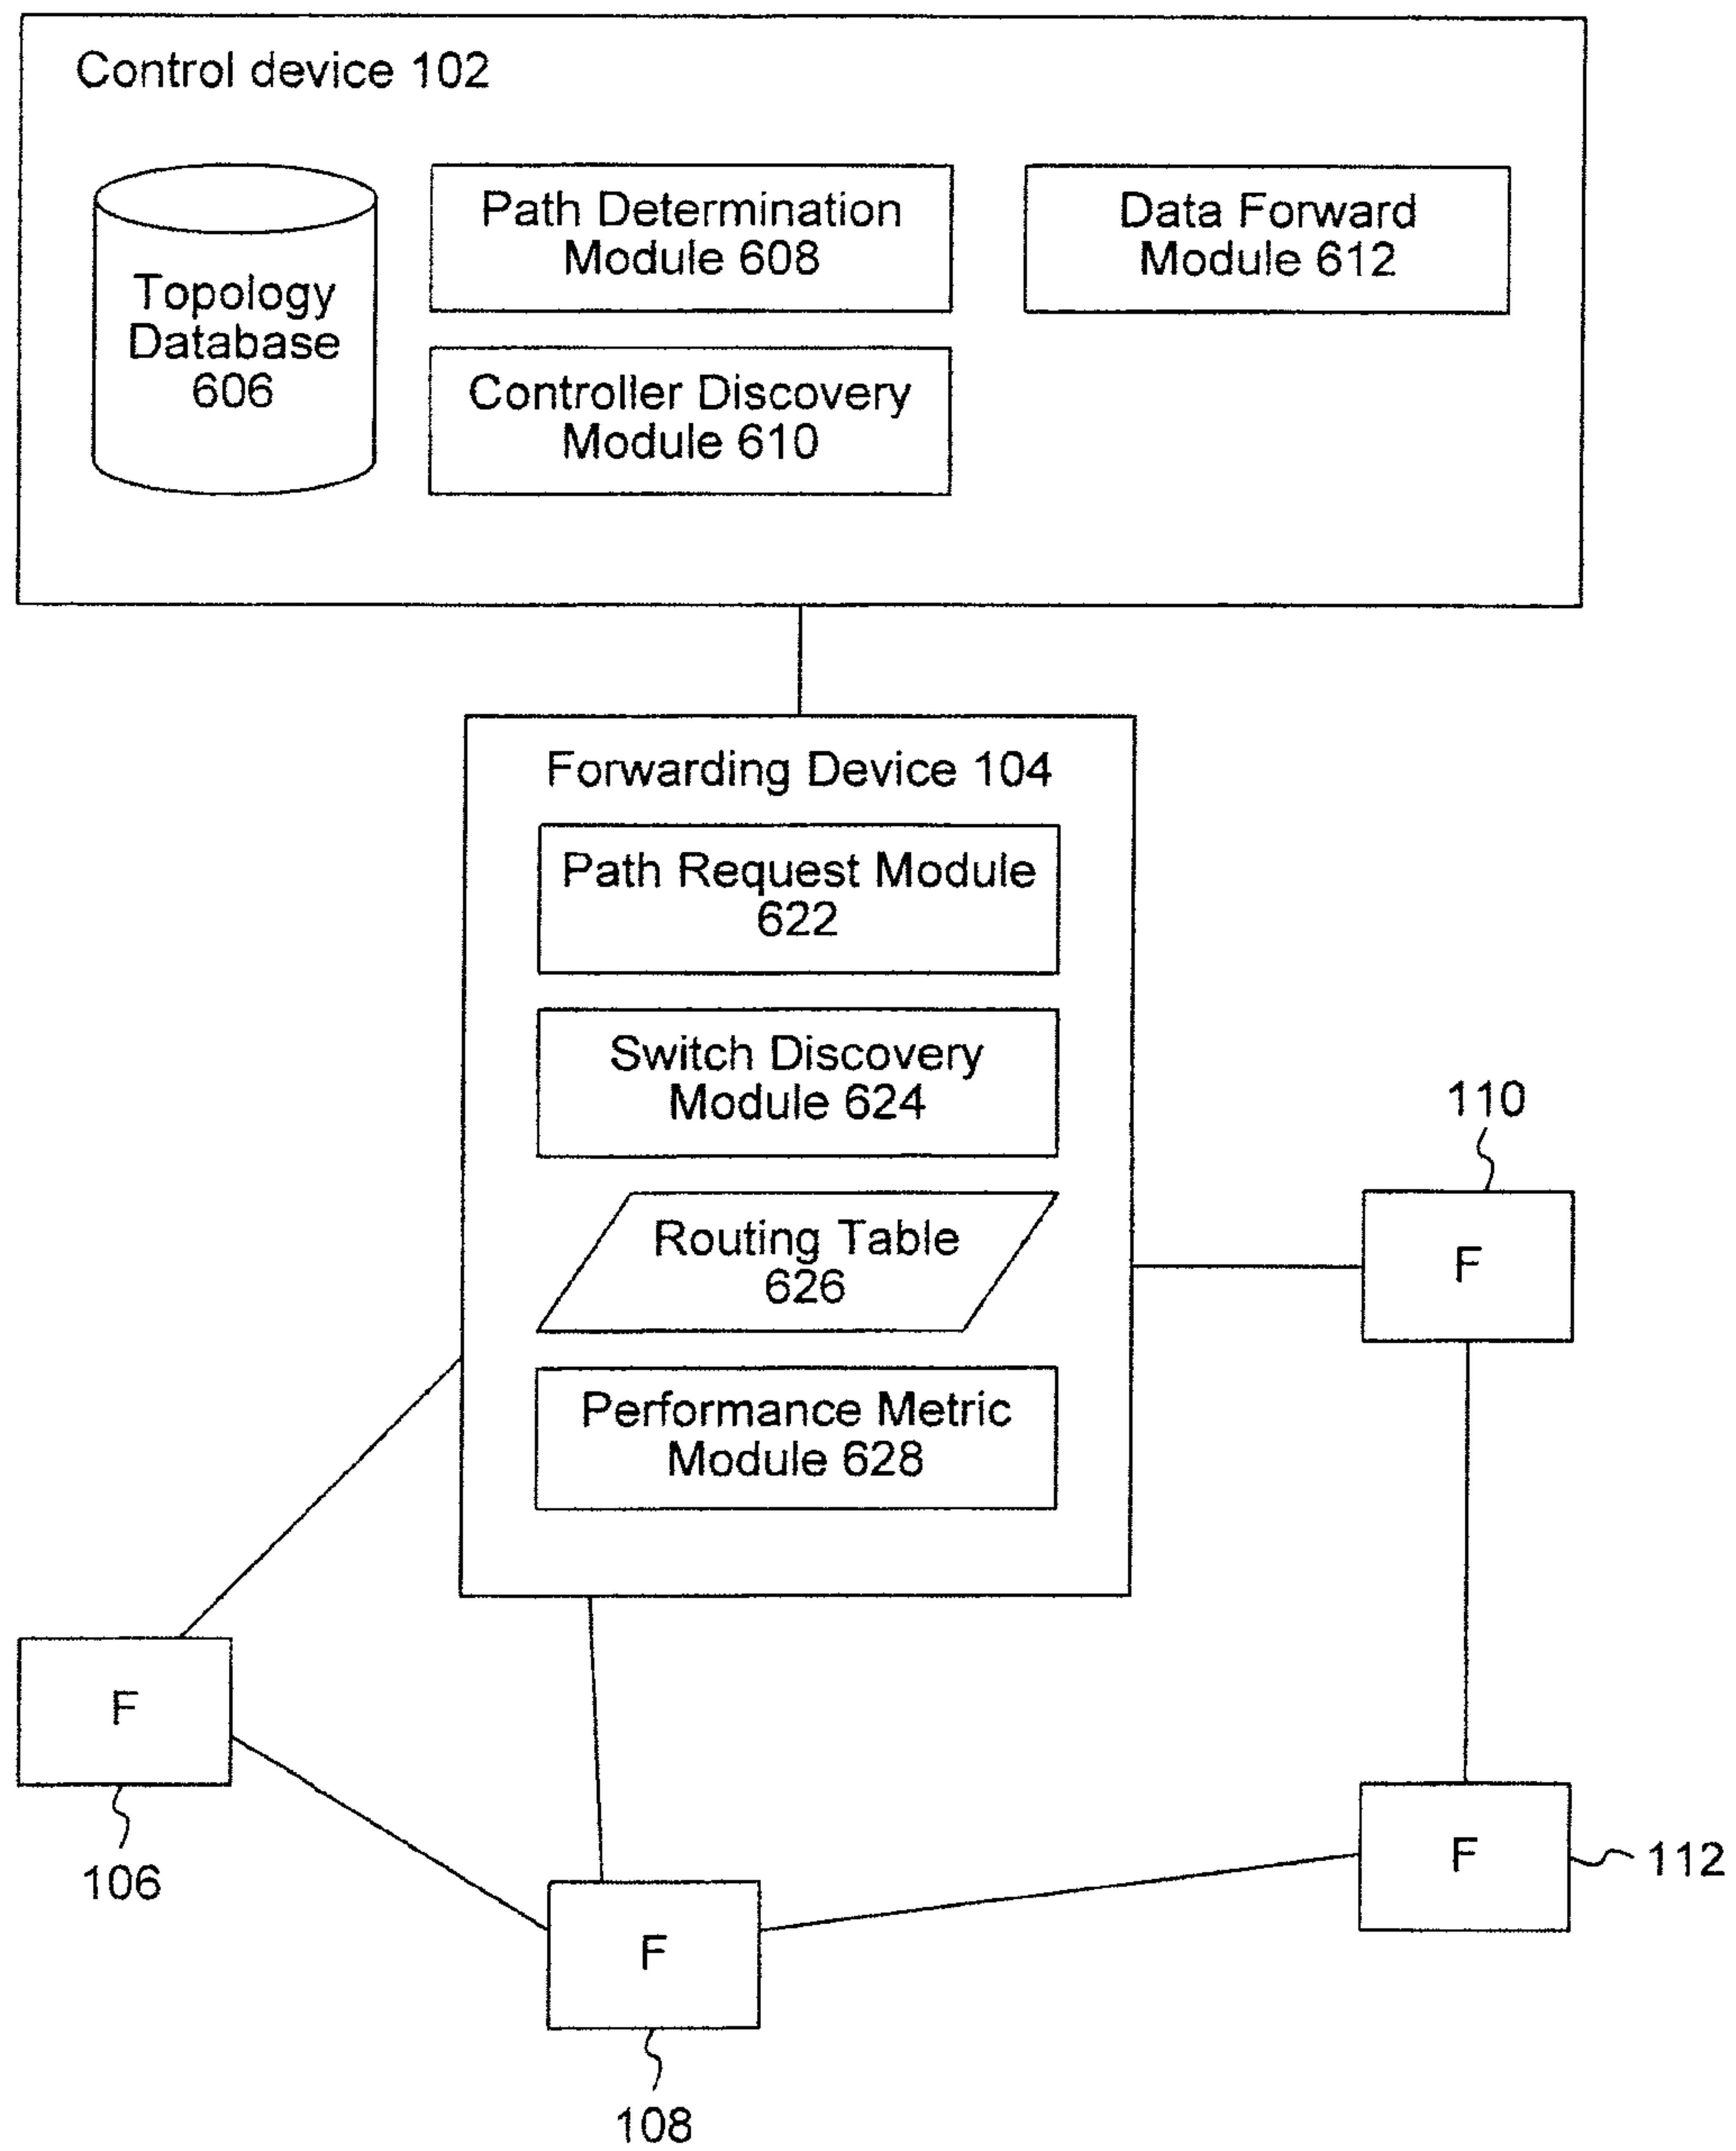 Control device 102
Topology
Database
606
Path Determination
Module 608
Controller Discovery
Module 610
Data Forward
Module 612
Forwarding Device 104
Path Request Module
622
Switch Discovery
Module 624
Routing Table
626
Performance Metric
Module 628
110
F
F
106
F
108
F
112